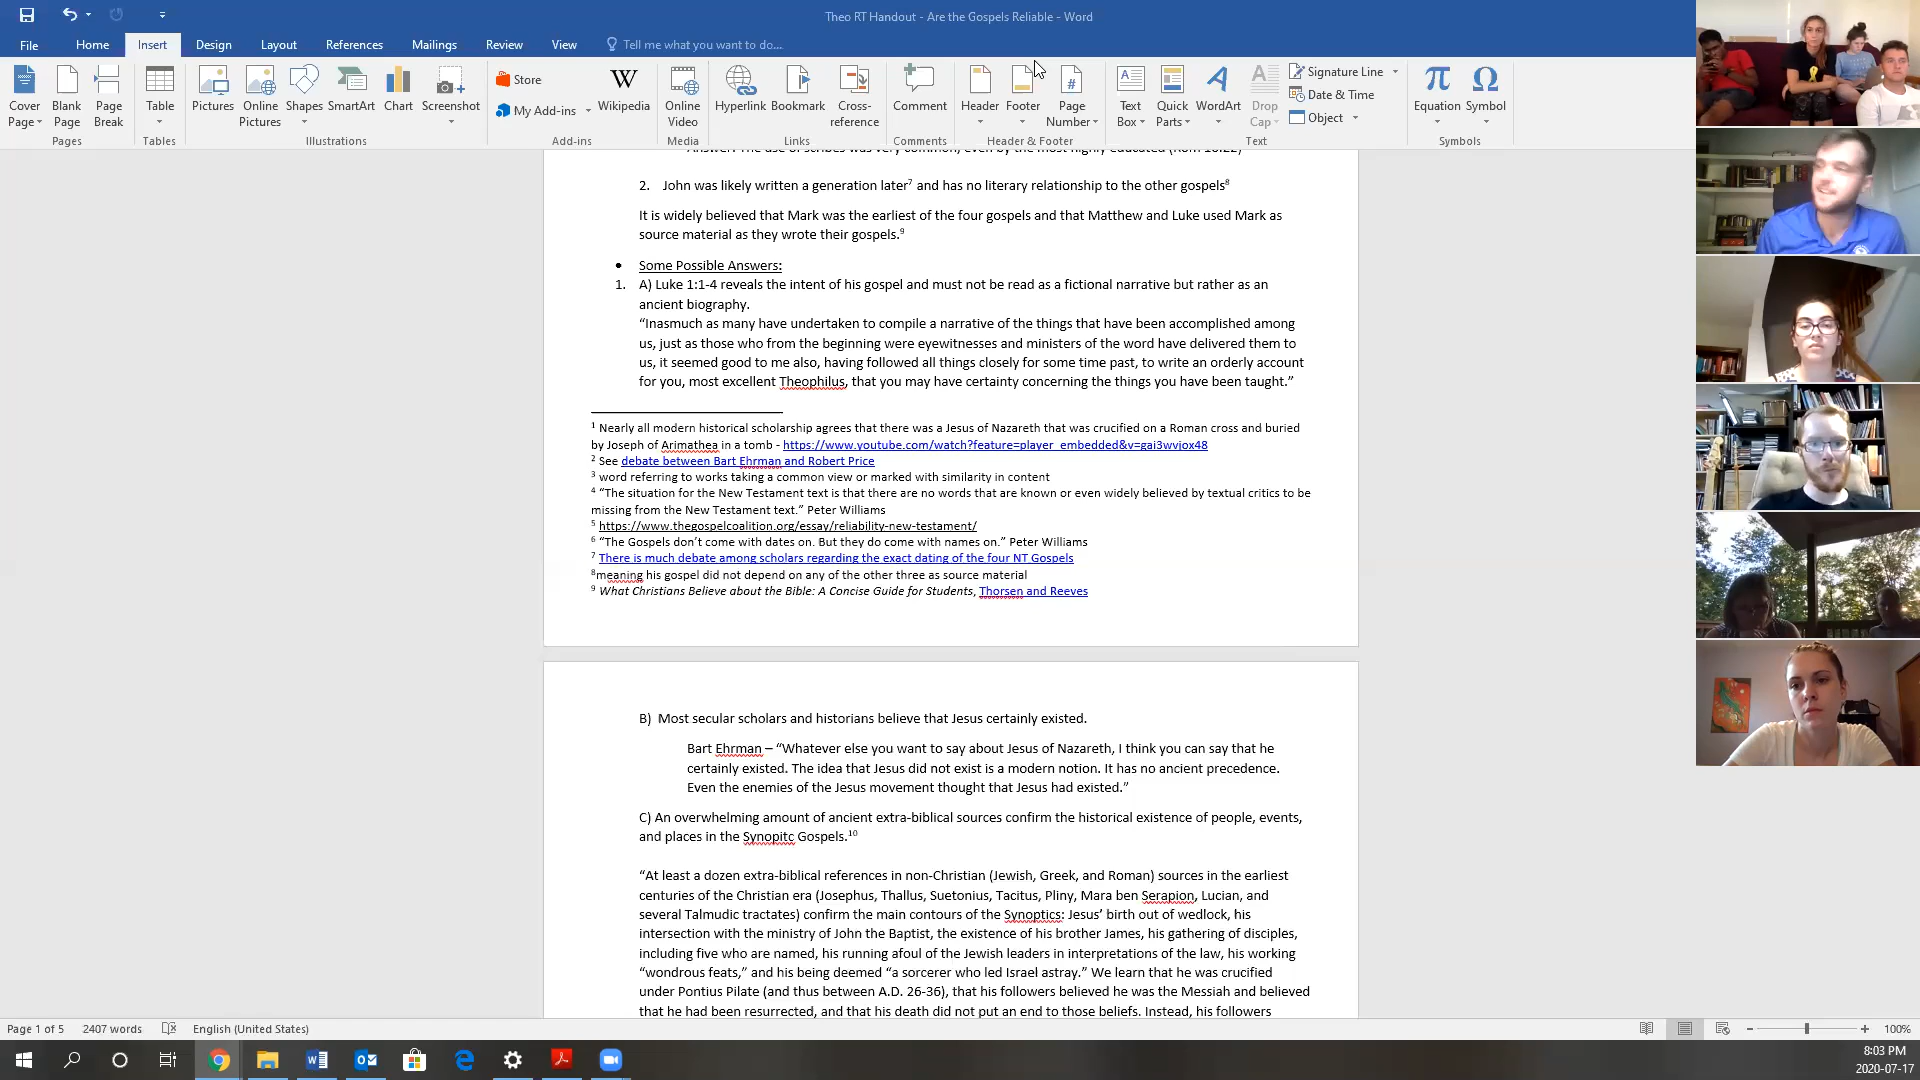 Theo RT Handout - Are the Gospels Reliable - Word
File Home Insert Design Layout References Mailings Review View Tell me what you want to do...
Cover Page Blank Page Page Break Table Pictures Online Pictures Shapes SmartArt Chart Screenshot Store My Add-ins Wikipedia Online Video Hyperlink Bookmark Cross-reference Comment Header Footer Page Number Text Box Quick Parts WordArt Drop Cap Signature Line Date & Time Object Equation Symbol
Pages Tables Illustrations Add-ins Media Links Comments Header & Footer Text Symbols
Answer: The use of scribes was very common, even by the most highly educated (Rom 16:22)
2. John was likely written a generation later7 and has no literary relationship to the other gospels8
It is widely believed that Mark was the earliest of the four gospels and that Matthew and Luke used Mark as
source material as they wrote their gospels.9
• Some Possible Answers:
1. A) Luke 1:1-4 reveals the intent of his gospel and must not be read as a fictional narrative but rather as an
ancient biography.
“Inasmuch as many have undertaken to compile a narrative of the things that have been accomplished among
us, just as those who from the beginning were eyewitnesses and ministers of the word have delivered them to
us, it seemed good to me also, having followed all things closely for some time past, to write an orderly account
for you, most excellent Theophilus, that you may have certainty concerning the things you have been taught.”
1 Nearly all modern historical scholarship agrees that there was a Jesus of Nazareth that was crucified on a Roman cross and buried
by Joseph of Arimathea in a tomb - https://www.youtube.com/watch?feature=player_embedded&v=gai3wvjox48
2 See debate between Bart Ehrman and Robert Price
3 word referring to works taking a common view or marked with similarity in content
4 “The situation for the New Testament text is that there are no words that are known or even widely believed by textual critics to be
missing from the New Testament text.” Peter Williams
5 https://www.thegospelcoalition.org/essay/reliability-new-testament/
6 “The Gospels don’t come with dates on. But they do come with names on.” Peter Williams
7 There is much debate among scholars regarding the exact dating of the four NT Gospels
8meaning his gospel did not depend on any of the other three as source material
9 What Christians Believe about the Bible: A Concise Guide for Students, Thorsen and Reeves
B) Most secular scholars and historians believe that Jesus certainly existed.
Bart Ehrman – “Whatever else you want to say about Jesus of Nazareth, I think you can say that he
certainly existed. The idea that Jesus did not exist is a modern notion. It has no ancient precedence.
Even the enemies of the Jesus movement thought that Jesus had existed.”
C) An overwhelming amount of ancient extra-biblical sources confirm the historical existence of people, events,
and places in the Synopitc Gospels.10
“At least a dozen extra-biblical references in non-Christian (Jewish, Greek, and Roman) sources in the earliest
centuries of the Christian era (Josephus, Thallus, Suetonius, Tacitus, Pliny, Mara ben Serapion, Lucian, and
several Talmudic tractates) confirm the main contours of the Synoptics: Jesus’ birth out of wedlock, his
intersection with the ministry of John the Baptist, the existence of his brother James, his gathering of disciples,
including five who are named, his running afoul of the Jewish leaders in interpretations of the law, his working
“wondrous feats,” and his being deemed “a sorcerer who led Israel astray.” We learn that he was crucified
under Pontius Pilate (and thus between A.D. 26-36), that his followers believed he was the Messiah and believed
that he had been resurrected, and that his death did not put an end to those beliefs. Instead, his followers
Page 1 of 5 2407 words English (United States) 100%
8:03 PM
2020-07-17